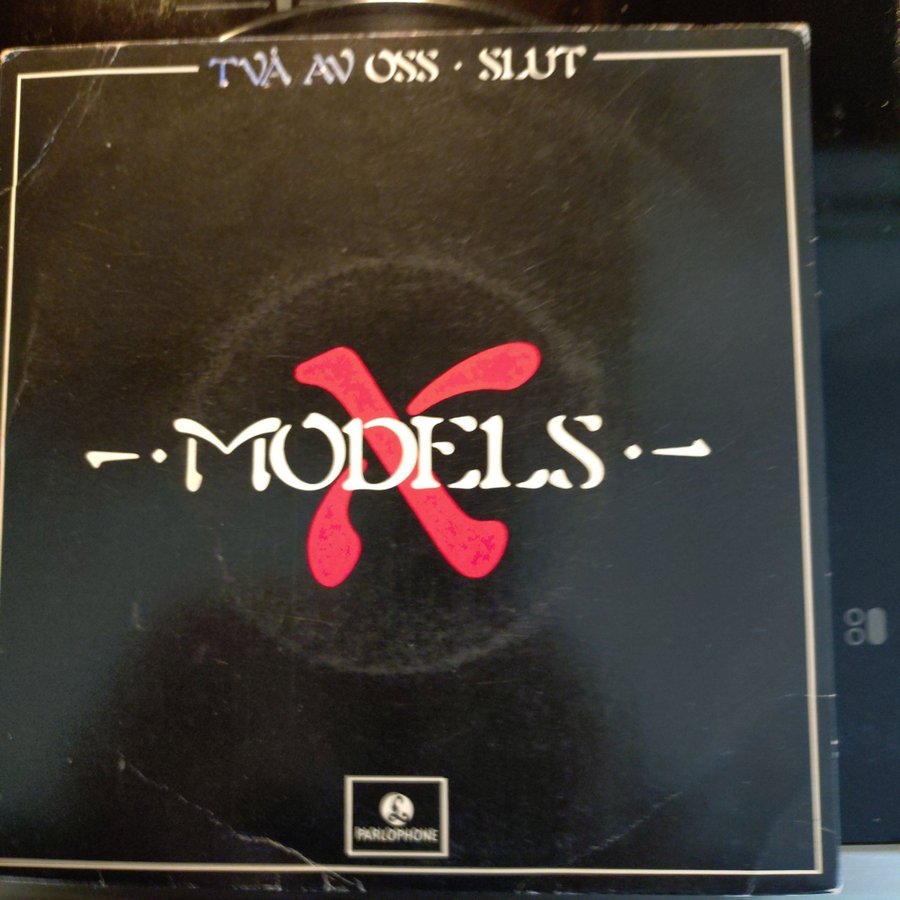 TVÅ AV OSS · SLUT
X
- · MODELS · -
PARLOPHONE